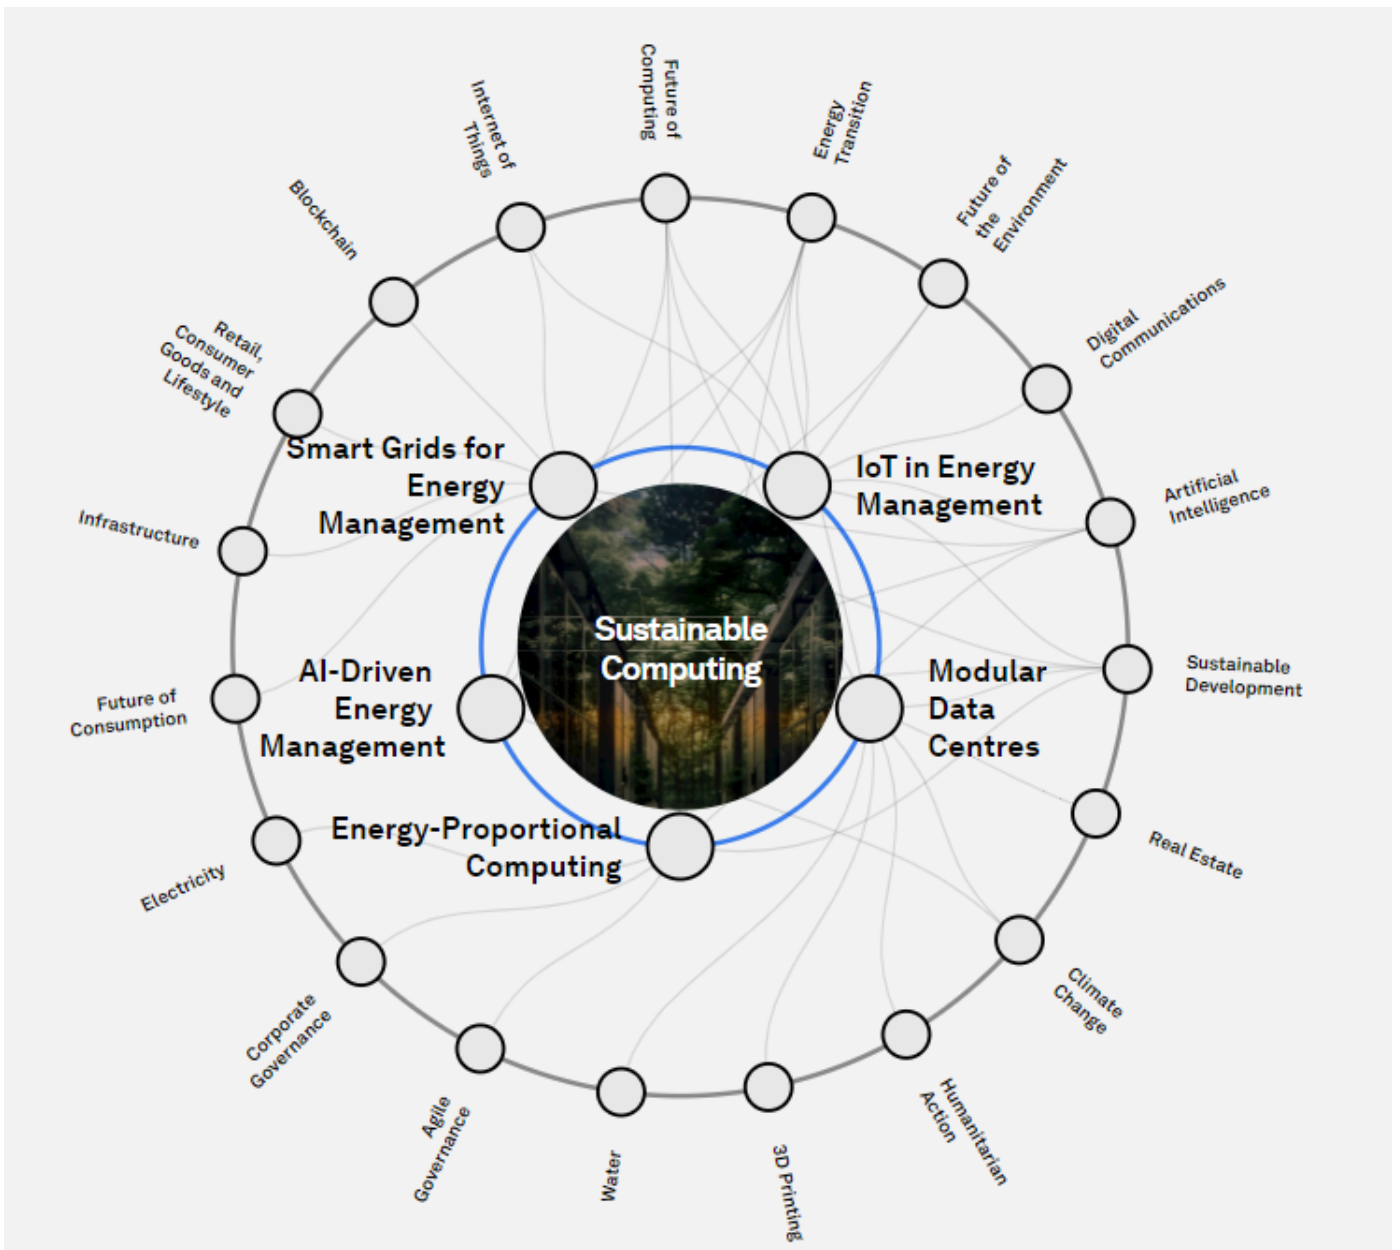 Future of
Computing
Energy
Transition
Future of
the
Environment
Digital
Communications
Artificial
Intelligence
Sustainable
Development
Real Estate
Climate
Change
Humanitarian
Action
3D Printing
Water
Agile
Governance
Corporate
Governance
Electricity
Future of
Consumption
Infrastructure
Retail,
Consumer
Goods and
Lifestyle
Blockchain
Internet of
Things
Smart Grids for
Energy
Management
IoT in Energy
Management
Sustainable
Computing
AI-Driven
Energy
Management
Modular
Data
Centres
Energy-Proportional
Computing